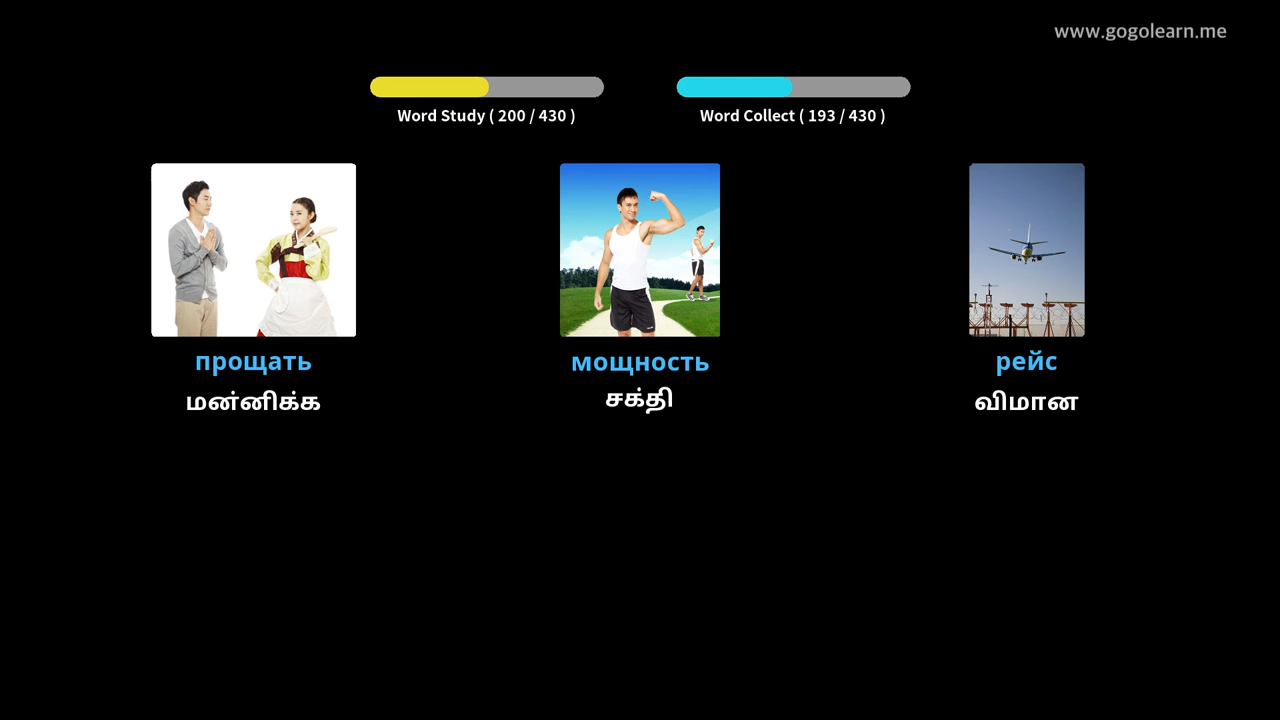 www.gogolearn.me
Word Study ( 200 / 430 )
Word Collect ( 193 / 430 )
прощать
மன்னிக்க
мощность
சக்தி
рейс
விமான